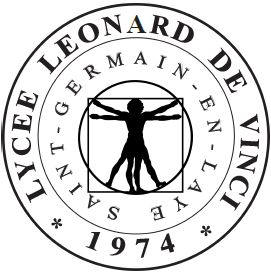 LYCEE LEONARD DE VINCI
* 1974 *
SAINT-GERMAIN-EN-LAYE